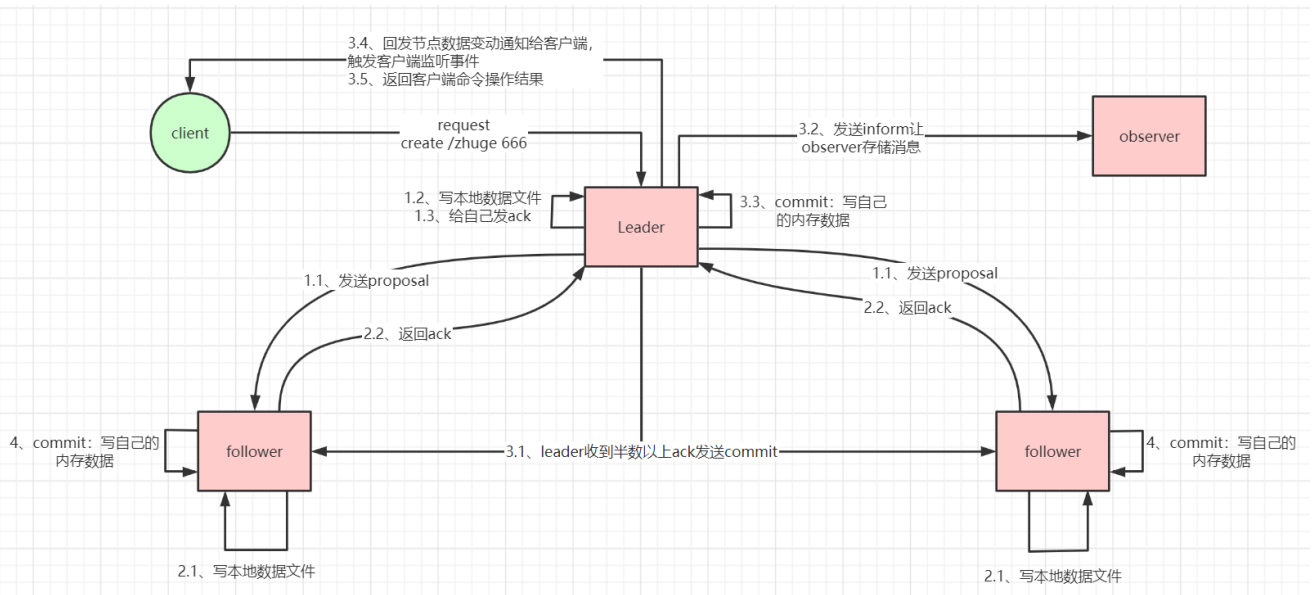 3.4、回发节点数据变动通知给客户端，
触发客户端监听事件
3.5、返回客户端命令操作结果
client
request
create /zhuge 666
3.2、发送inform让
observer存储消息
observer
1.2、写本地数据文件
1.3、给自己发ack
Leader
3.3、commit：写自己
的内存数据
1.1、发送proposal
1.1、发送proposal
2.2、返回ack
2.2、返回ack
4、commit：写自己的
内存数据
follower
3.1、leader收到半数以上ack发送commit
follower
4、commit：写自己的
内存数据
2.1、写本地数据文件
2.1、写本地数据文件